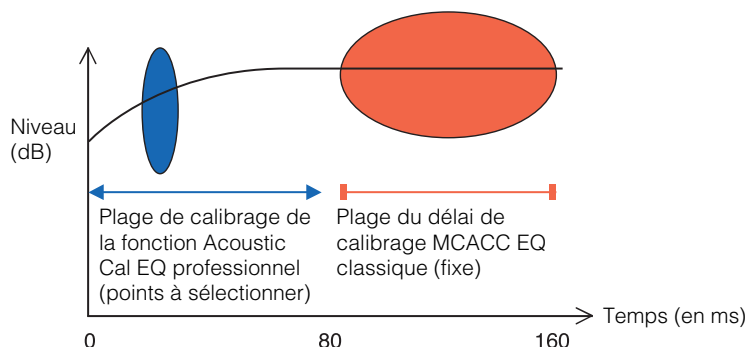 Niveau
(dB)
Plage de calibrage de
la fonction Acoustic
Cal EQ professionnel
(points à sélectionner)
Plage du délai de
calibrage MCACC EQ
classique (fixe)
Temps (en ms)
0
80
160